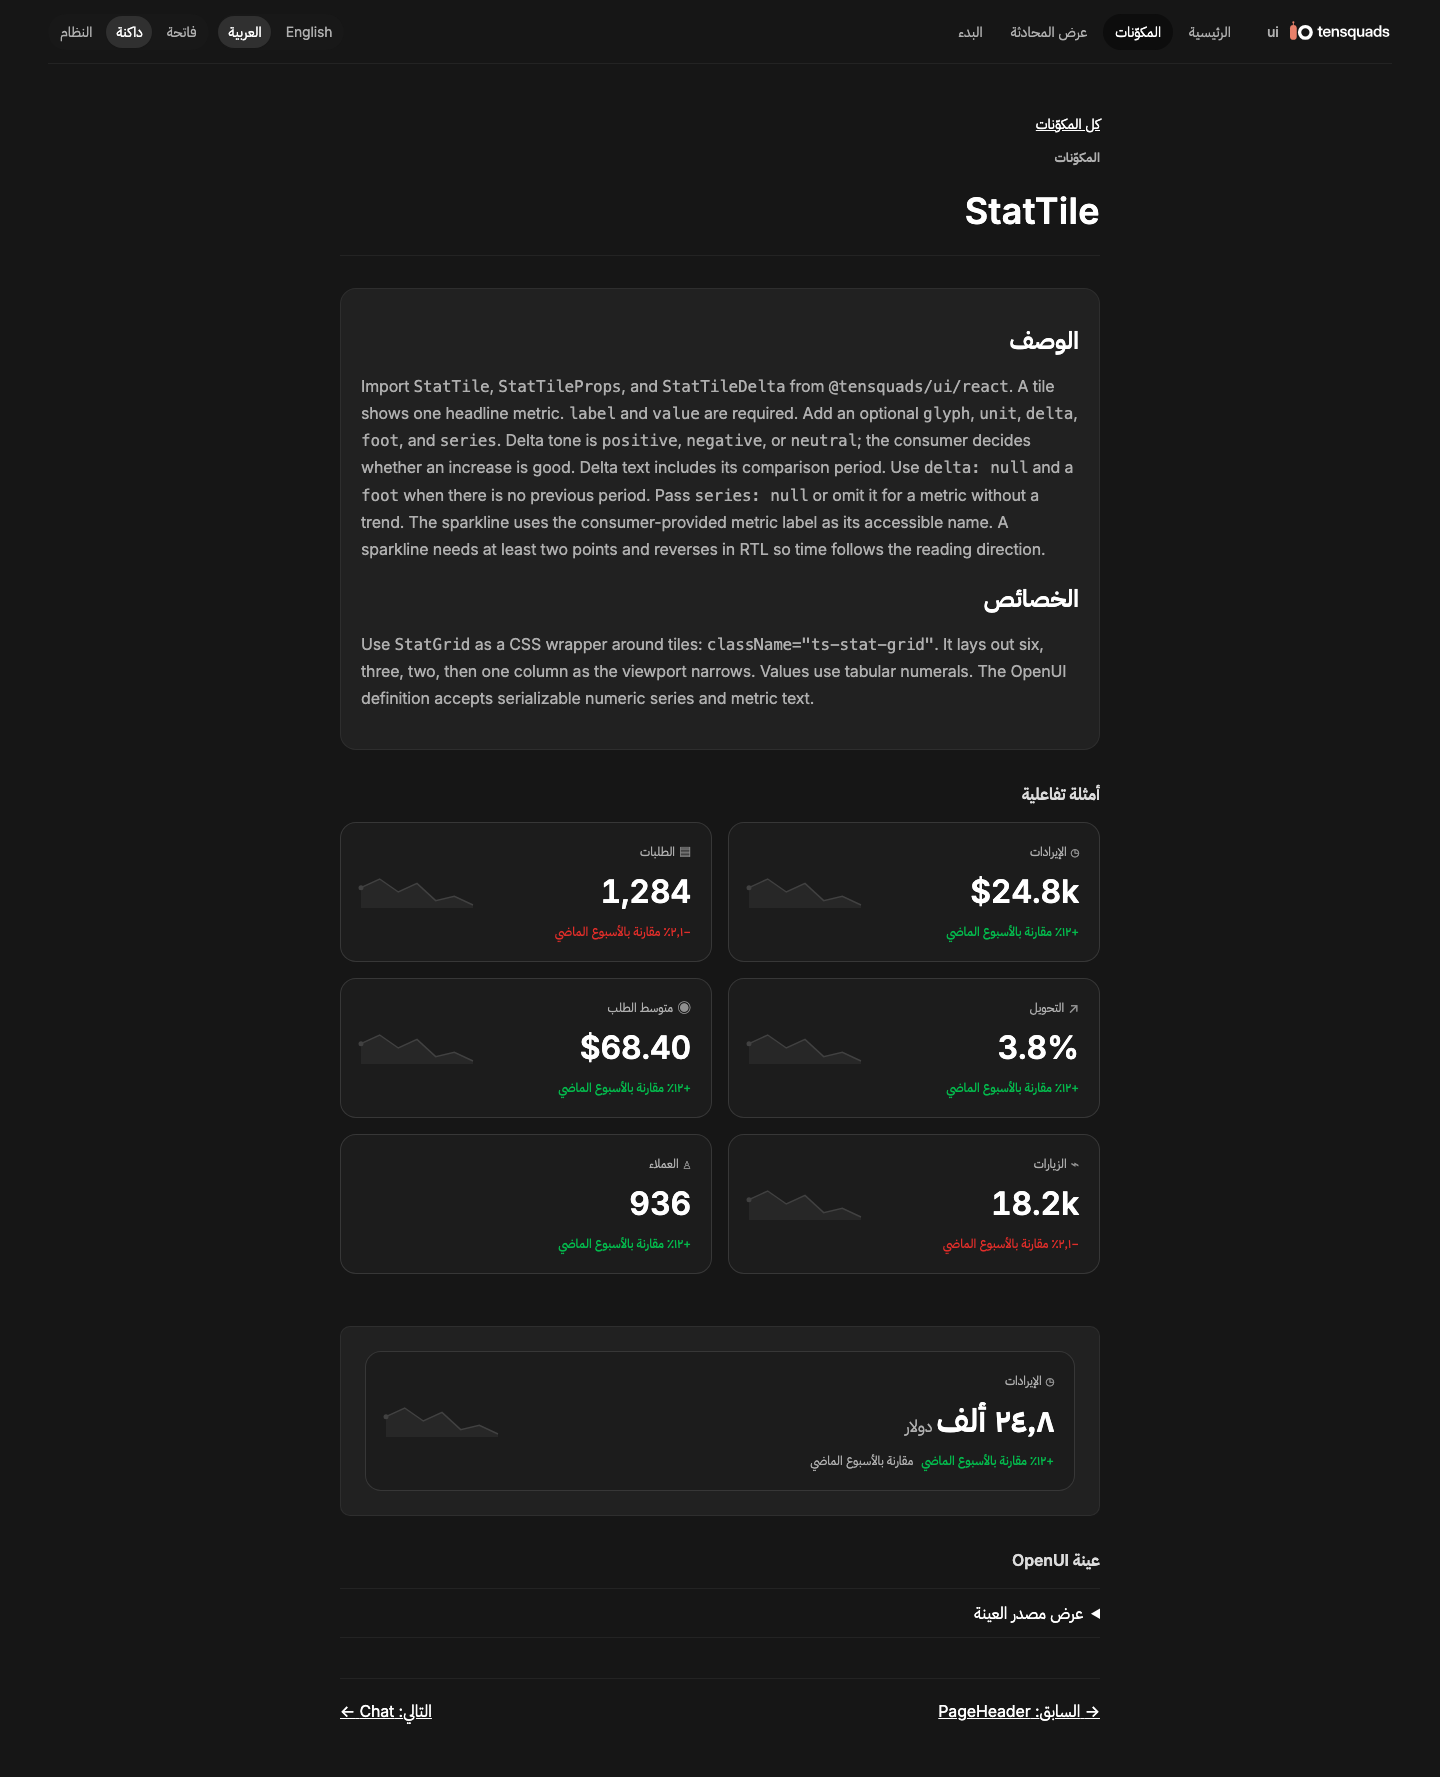 tensquads ui
الرئيسية
المكوّنات
عرض المحادثة
البدء
English
العربية
فاتحة
داكنة
النظام
كل المكوّنات
المكوّنات
StatTile
الوصف
Import StatTile, StatTileProps, and StatTileDelta from @tensquads/ui/react. A tile
shows one headline metric. label and value are required. Add an optional glyph, unit, delta,
foot, and series. Delta tone is positive, negative, or neutral; the consumer decides
whether an increase is good. Delta text includes its comparison period. Use delta: null and a
foot when there is no previous period. Pass series: null or omit it for a metric without a
trend. The sparkline uses the consumer-provided metric label as its accessible name. A
sparkline needs at least two points and reverses in RTL so time follows the reading direction.
الخصائص
Use StatGrid as a CSS wrapper around tiles: className="ts-stat-grid". It lays out six,
three, two, then one column as the viewport narrows. Values use tabular numerals. The OpenUI
definition accepts serializable numeric series and metric text.
أمثلة تفاعلية
الإيرادات
$24.8k
+١٢٪ مقارنة بالأسبوع الماضي
الطلبات
1,284
−٢,١٪ مقارنة بالأسبوع الماضي
التحويل
3.8%
+١٢٪ مقارنة بالأسبوع الماضي
متوسط الطلب
$68.40
+١٢٪ مقارنة بالأسبوع الماضي
الزيارات
18.2k
−٢,١٪ مقارنة بالأسبوع الماضي
العملاء
936
+١٢٪ مقارنة بالأسبوع الماضي
الإيرادات
٢٤,٨ ألف دولار
+١٢٪ مقارنة بالأسبوع الماضي مقارنة بالأسبوع الماضي
عينة OpenUI
عرض مصدر العينة
→ السابق: PageHeader
التالي: Chat ←